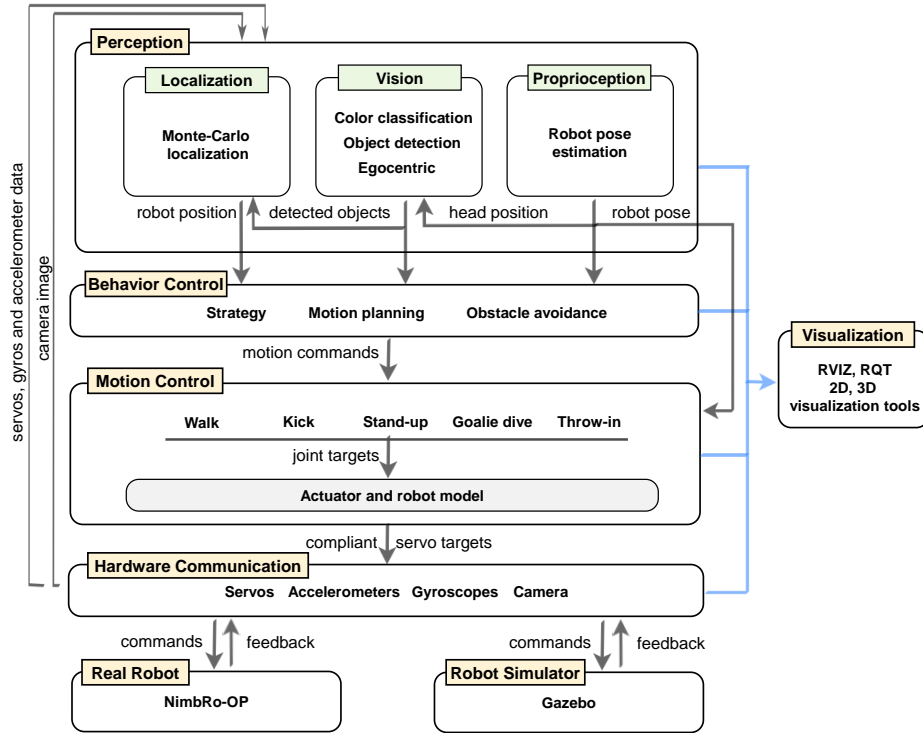 Perception
Localization
Vision
Proprioception
Monte-Carlo
localization
Color classification
Object detection
Egocentric
Robot pose
estimation
robot position
detected objects
head position
robot pose
servos, gyros and accelerometer data
camera image
Behavior Control
Strategy
Motion planning
Obstacle avoidance
motion commands
Visualization
RVIZ, RQT
2D, 3D
visualization tools
Motion Control
Walk
Kick
Stand-up
Goalie dive
Throw-in
joint targets
Actuator and robot model
compliant servo targets
Hardware Communication
Servos
Accelerometers
Gyroscopes
Camera
commands
feedback
commands
feedback
Real Robot
NimbRo-OP
Robot Simulator
Gazebo